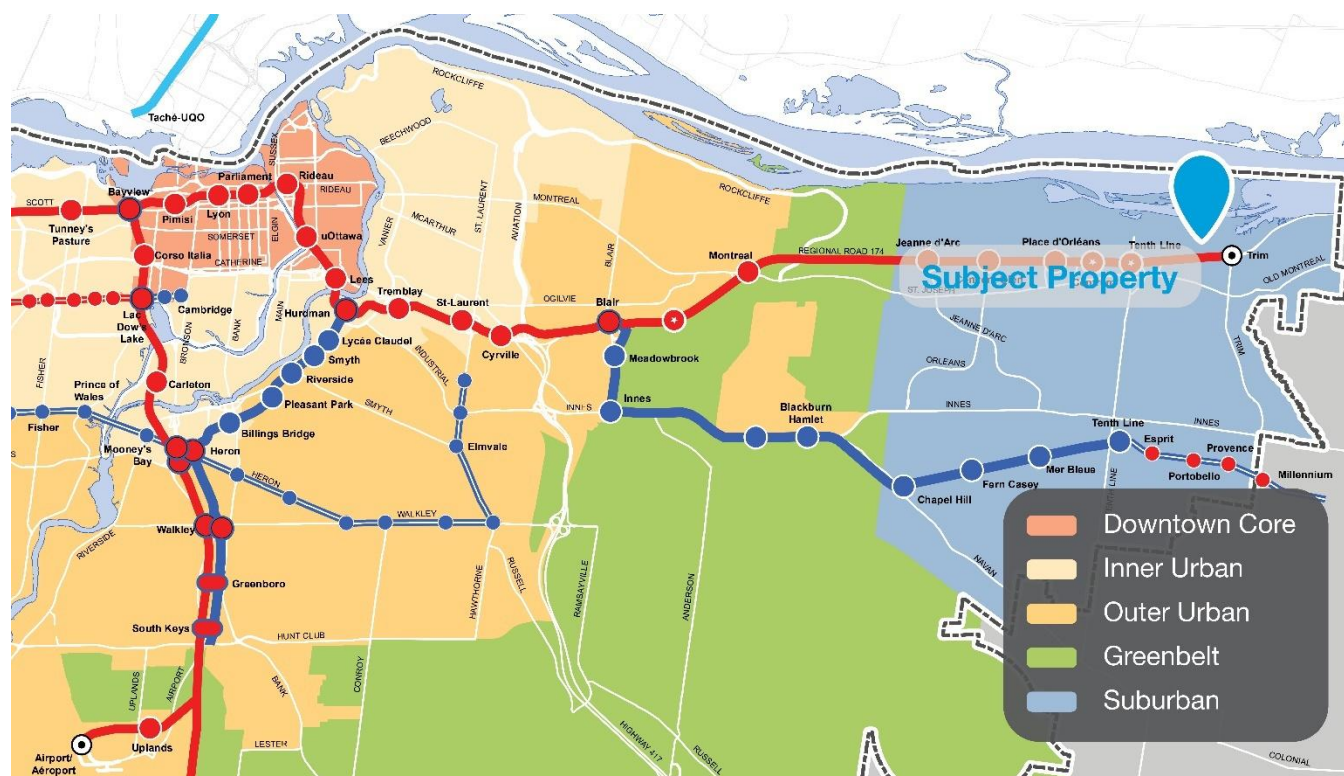 Taché-UQO
ROCKCLIFFE
BEECHWOOD
SUSSEX
Parliament
Rideau
RIDEAU
Bayview
SCOTT
Tunney's
Pasture
Pimisi
Lyon
SOMERSET
ELGIN
uOttawa
CATHERINE
Corso Italia
VANIER
MCARTHUR
ST. LAURENT
AVIATION
MONTREAL
ROCKCLIFFE
BLAIR
Montreal
REGIONAL ROAD 174
Jeanne d'Arc
Place d'Orléans
Tenth Line
Trim
Subject Property
ST. JOSEPH
OLD MONTREAL
Lees
Tremblay
St-Laurent
OGILVIE
Blair
Cyrville
Hurdman
MAIN
BANK
BRONSON
Cambridge
Lac
Dow's
Lake
Lycée Claudel
Smyth
Riverside
Pleasant Park
Billings Bridge
INDUSTRIAL
SMYTH
Meadowbrook
JEANNE D'ARC
ORLEANS
TRIM
FISHER
Carleton
Prince of
Wales
Fisher
INNES
Innes
Blackburn
Hamlet
INNES
INNES
Mooney's
Bay
Heron
HERON
Elmvale
Tenth Line
Esprit
Provence
Portobello
Millennium
Mer Bleue
Fern Casey
Chapel Hill
WALKLEY
Walkley
RIVERSIDE
Greenboro
South Keys
HUNT CLUB
HAWTHORNE
RUSSELL
RAMSAYVILLE
ANDERSON
NAVAN
Downtown Core
Inner Urban
Outer Urban
Greenbelt
Suburban
UPLANDS
AIRPORT
BANK
CONROY
LESTER
Uplands
Airport/
Aéroport
HIGHWAY 417
RUSSELL
COLONIAL